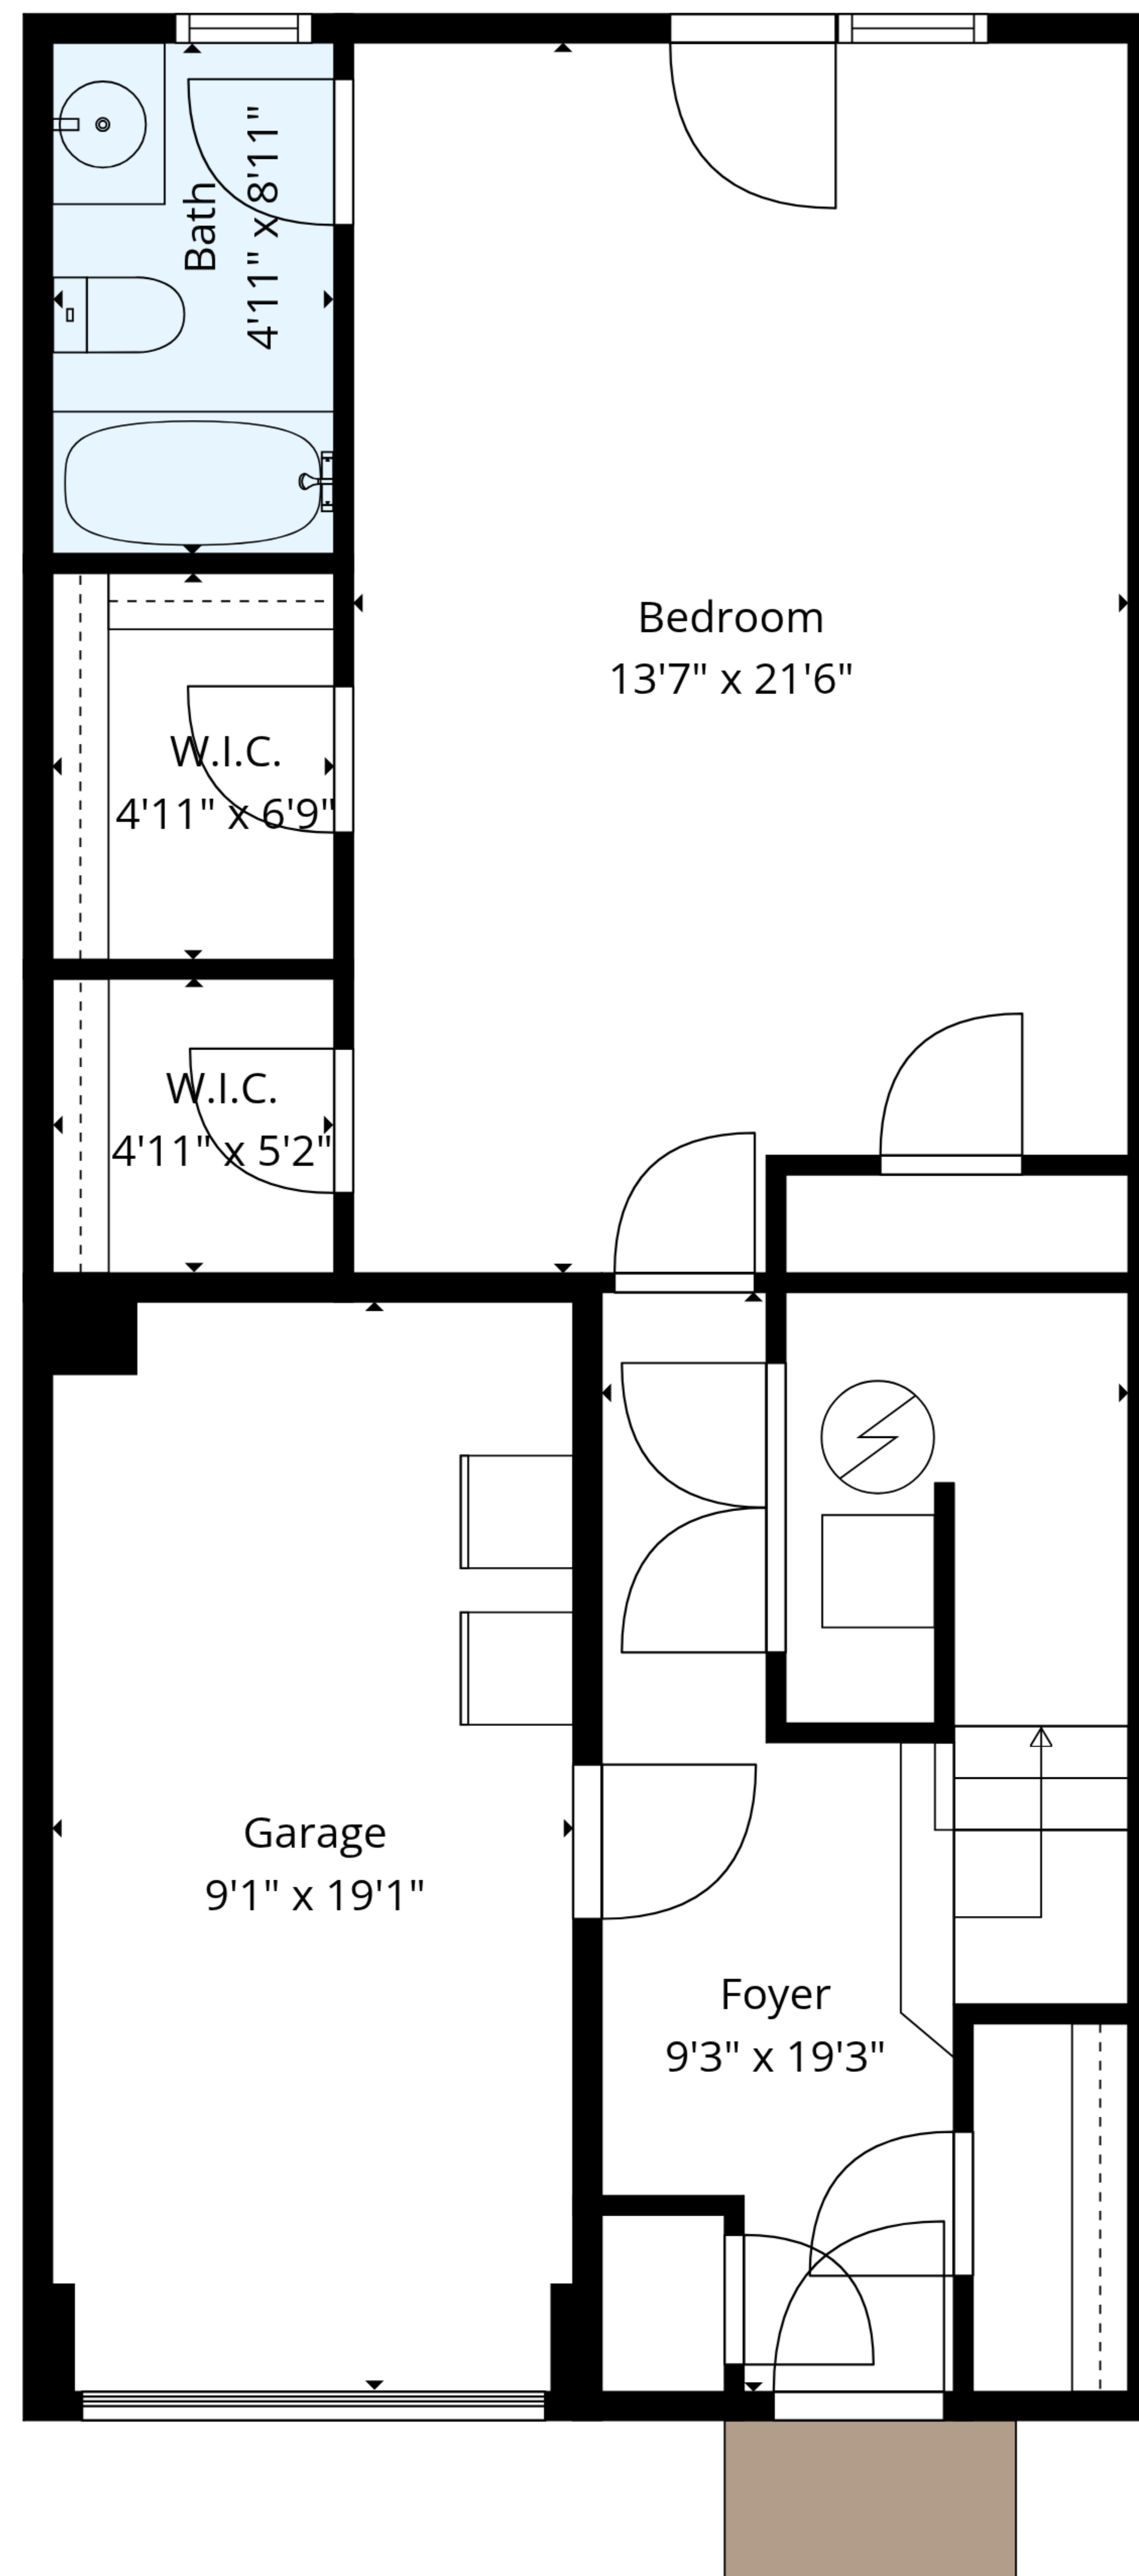 Bath
4'11" x 8'11"
Bedroom
13'7" x 21'6"
W.I.C.
4'11" x 6'9"
W.I.C.
4'11" x 5'2"
Garage
9'1" x 19'1"
Foyer
9'3" x 19'3"